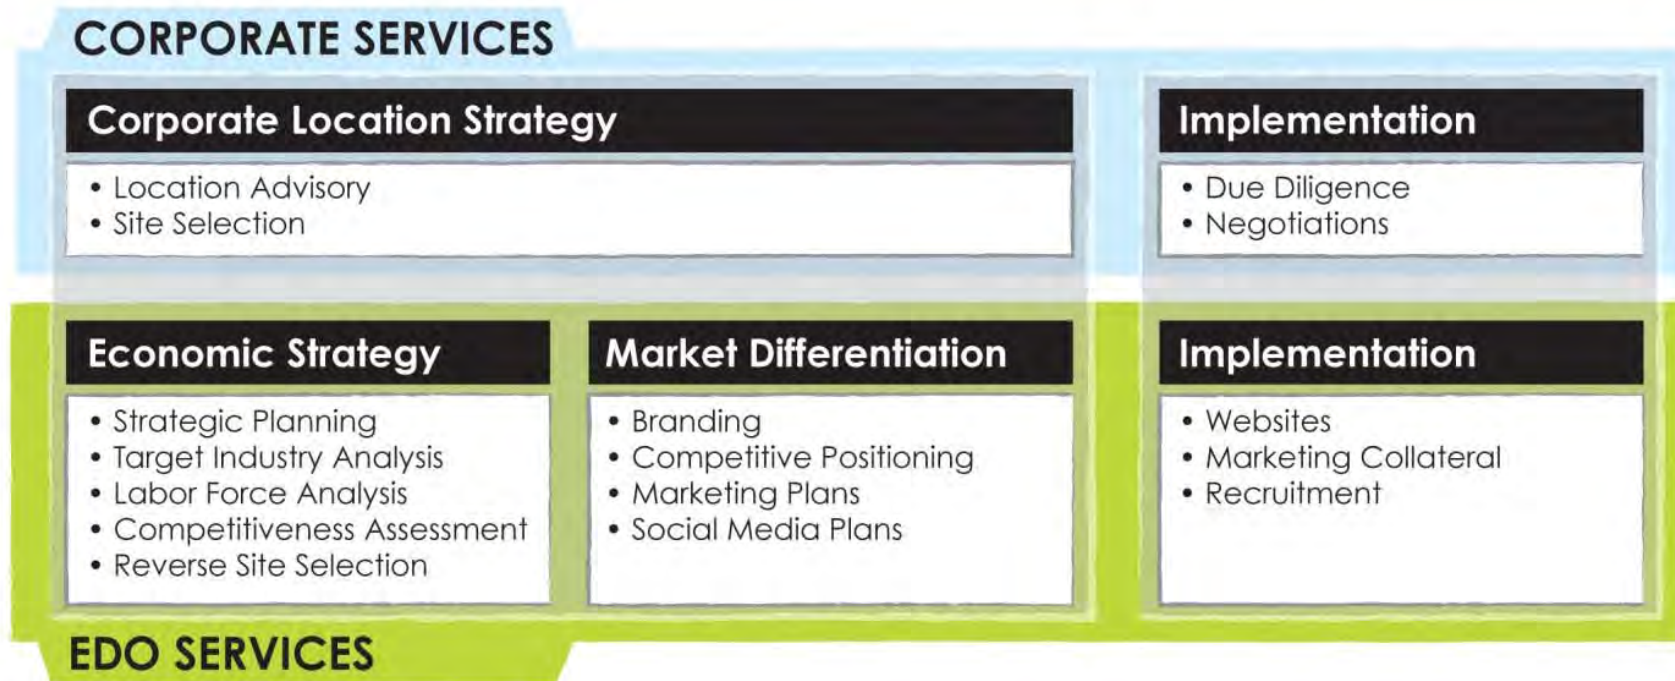 CORPORATE SERVICES
Corporate Location Strategy
• Location Advisory
• Site Selection
Implementation
• Due Diligence
• Negotiations
Economic Strategy
• Strategic Planning
• Target Industry Analysis
• Labor Force Analysis
• Competitiveness Assessment
• Reverse Site Selection
Market Differentiation
• Branding
• Competitive Positioning
• Marketing Plans
• Social Media Plans
Implementation
• Websites
• Marketing Collateral
• Recruitment
EDO SERVICES